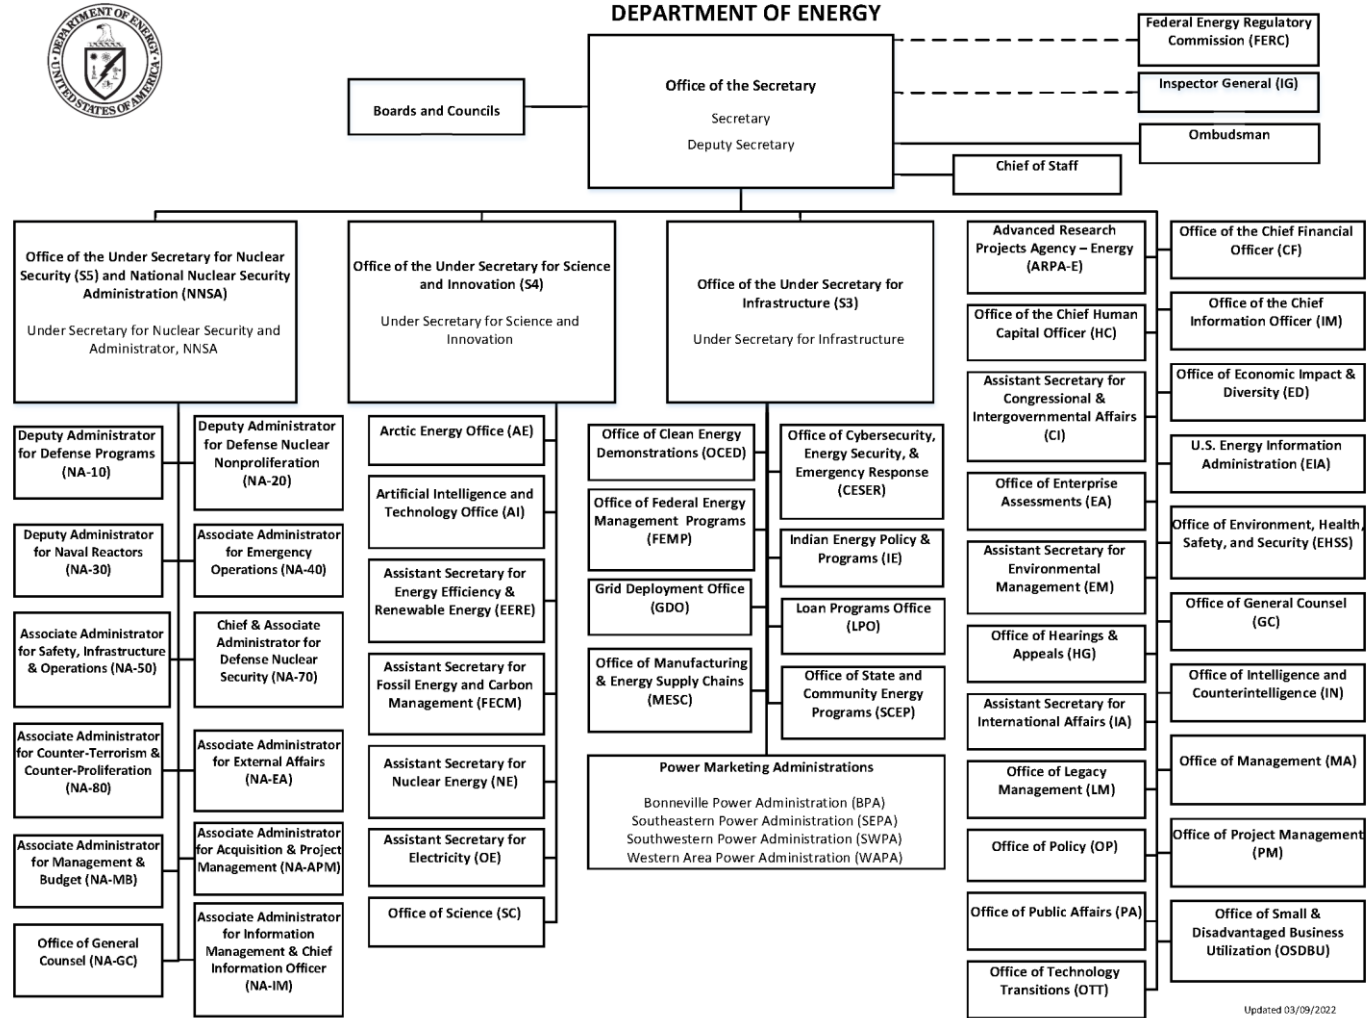 DEPARTMENT OF ENERGY
DEPARTMENT OF ENERGY
UNITED STATES OF AMERICA
Office of the Secretary
Secretary
Deputy Secretary
Boards and Councils
Federal Energy Regulatory
Commission (FERC)
Inspector General (IG)
Ombudsman
Chief of Staff
Office of the Under Secretary for Nuclear
Security (S5) and National Nuclear Security
Administration (NNSA)
Under Secretary for Nuclear Security and
Administrator, NNSA
Deputy Administrator
for Defense Programs
(NA-10)
Deputy Administrator
for Defense Nuclear
Nonproliferation
(NA-20)
Deputy Administrator
for Naval Reactors
(NA-30)
Associate Administrator
for Emergency
Operations (NA-40)
Associate Administrator
for Safety, Infrastructure
& Operations (NA-50)
Chief & Associate
Administrator for
Defense Nuclear
Security (NA-70)
Associate Administrator
for Counter-Terrorism &
Counter-Proliferation
(NA-80)
Associate Administrator
for External Affairs
(NA-EA)
Associate Administrator
for Management &
Budget (NA-MB)
Associate Administrator
for Acquisition & Project
Management (NA-APM)
Office of General
Counsel (NA-GC)
Associate Administrator
for Information
Management & Chief
Information Officer
(NA-IM)
Office of the Under Secretary for Science
and Innovation (S4)
Under Secretary for Science and
Innovation
Arctic Energy Office (AE)
Artificial Intelligence and
Technology Office (AI)
Assistant Secretary for
Energy Efficiency &
Renewable Energy (EERE)
Assistant Secretary for
Fossil Energy and Carbon
Management (FECM)
Assistant Secretary for
Nuclear Energy (NE)
Assistant Secretary for
Electricity (OE)
Office of Science (SC)
Office of the Under Secretary for
Infrastructure (S3)
Under Secretary for Infrastructure
Office of Clean Energy
Demonstrations (OCED)
Office of Cybersecurity,
Energy Security, &
Emergency Response
(CESER)
Office of Federal Energy
Management Programs
(FEMP)
Indian Energy Policy &
Programs (IE)
Grid Deployment Office
(GDO)
Loan Programs Office
(LPO)
Office of Manufacturing
& Energy Supply Chains
(MESC)
Office of State and
Community Energy
Programs (SCEP)
Power Marketing Administrations
Bonneville Power Administration (BPA)
Southeastern Power Administration (SEPA)
Southwestern Power Administration (SWPA)
Western Area Power Administration (WAPA)
Advanced Research
Projects Agency – Energy
(ARPA-E)
Office of the Chief Financial
Officer (CF)
Office of the Chief Human
Capital Officer (HC)
Office of the Chief
Information Officer (IM)
Assistant Secretary for
Congressional &
Intergovernmental Affairs
(CI)
Office of Economic Impact &
Diversity (ED)
U.S. Energy Information
Administration (EIA)
Office of Enterprise
Assessments (EA)
Office of Environment, Health,
Safety, and Security (EHSS)
Assistant Secretary for
Environmental
Management (EM)
Office of General Counsel
(GC)
Office of Hearings &
Appeals (HG)
Office of Intelligence and
Counterintelligence (IN)
Assistant Secretary for
International Affairs (IA)
Office of Management (MA)
Office of Legacy
Management (LM)
Office of Project Management
(PM)
Office of Policy (OP)
Office of Public Affairs (PA)
Office of Small &
Disadvantaged Business
Utilization (OSDBU)
Office of Technology
Transitions (OTT)
Updated 03/09/2022